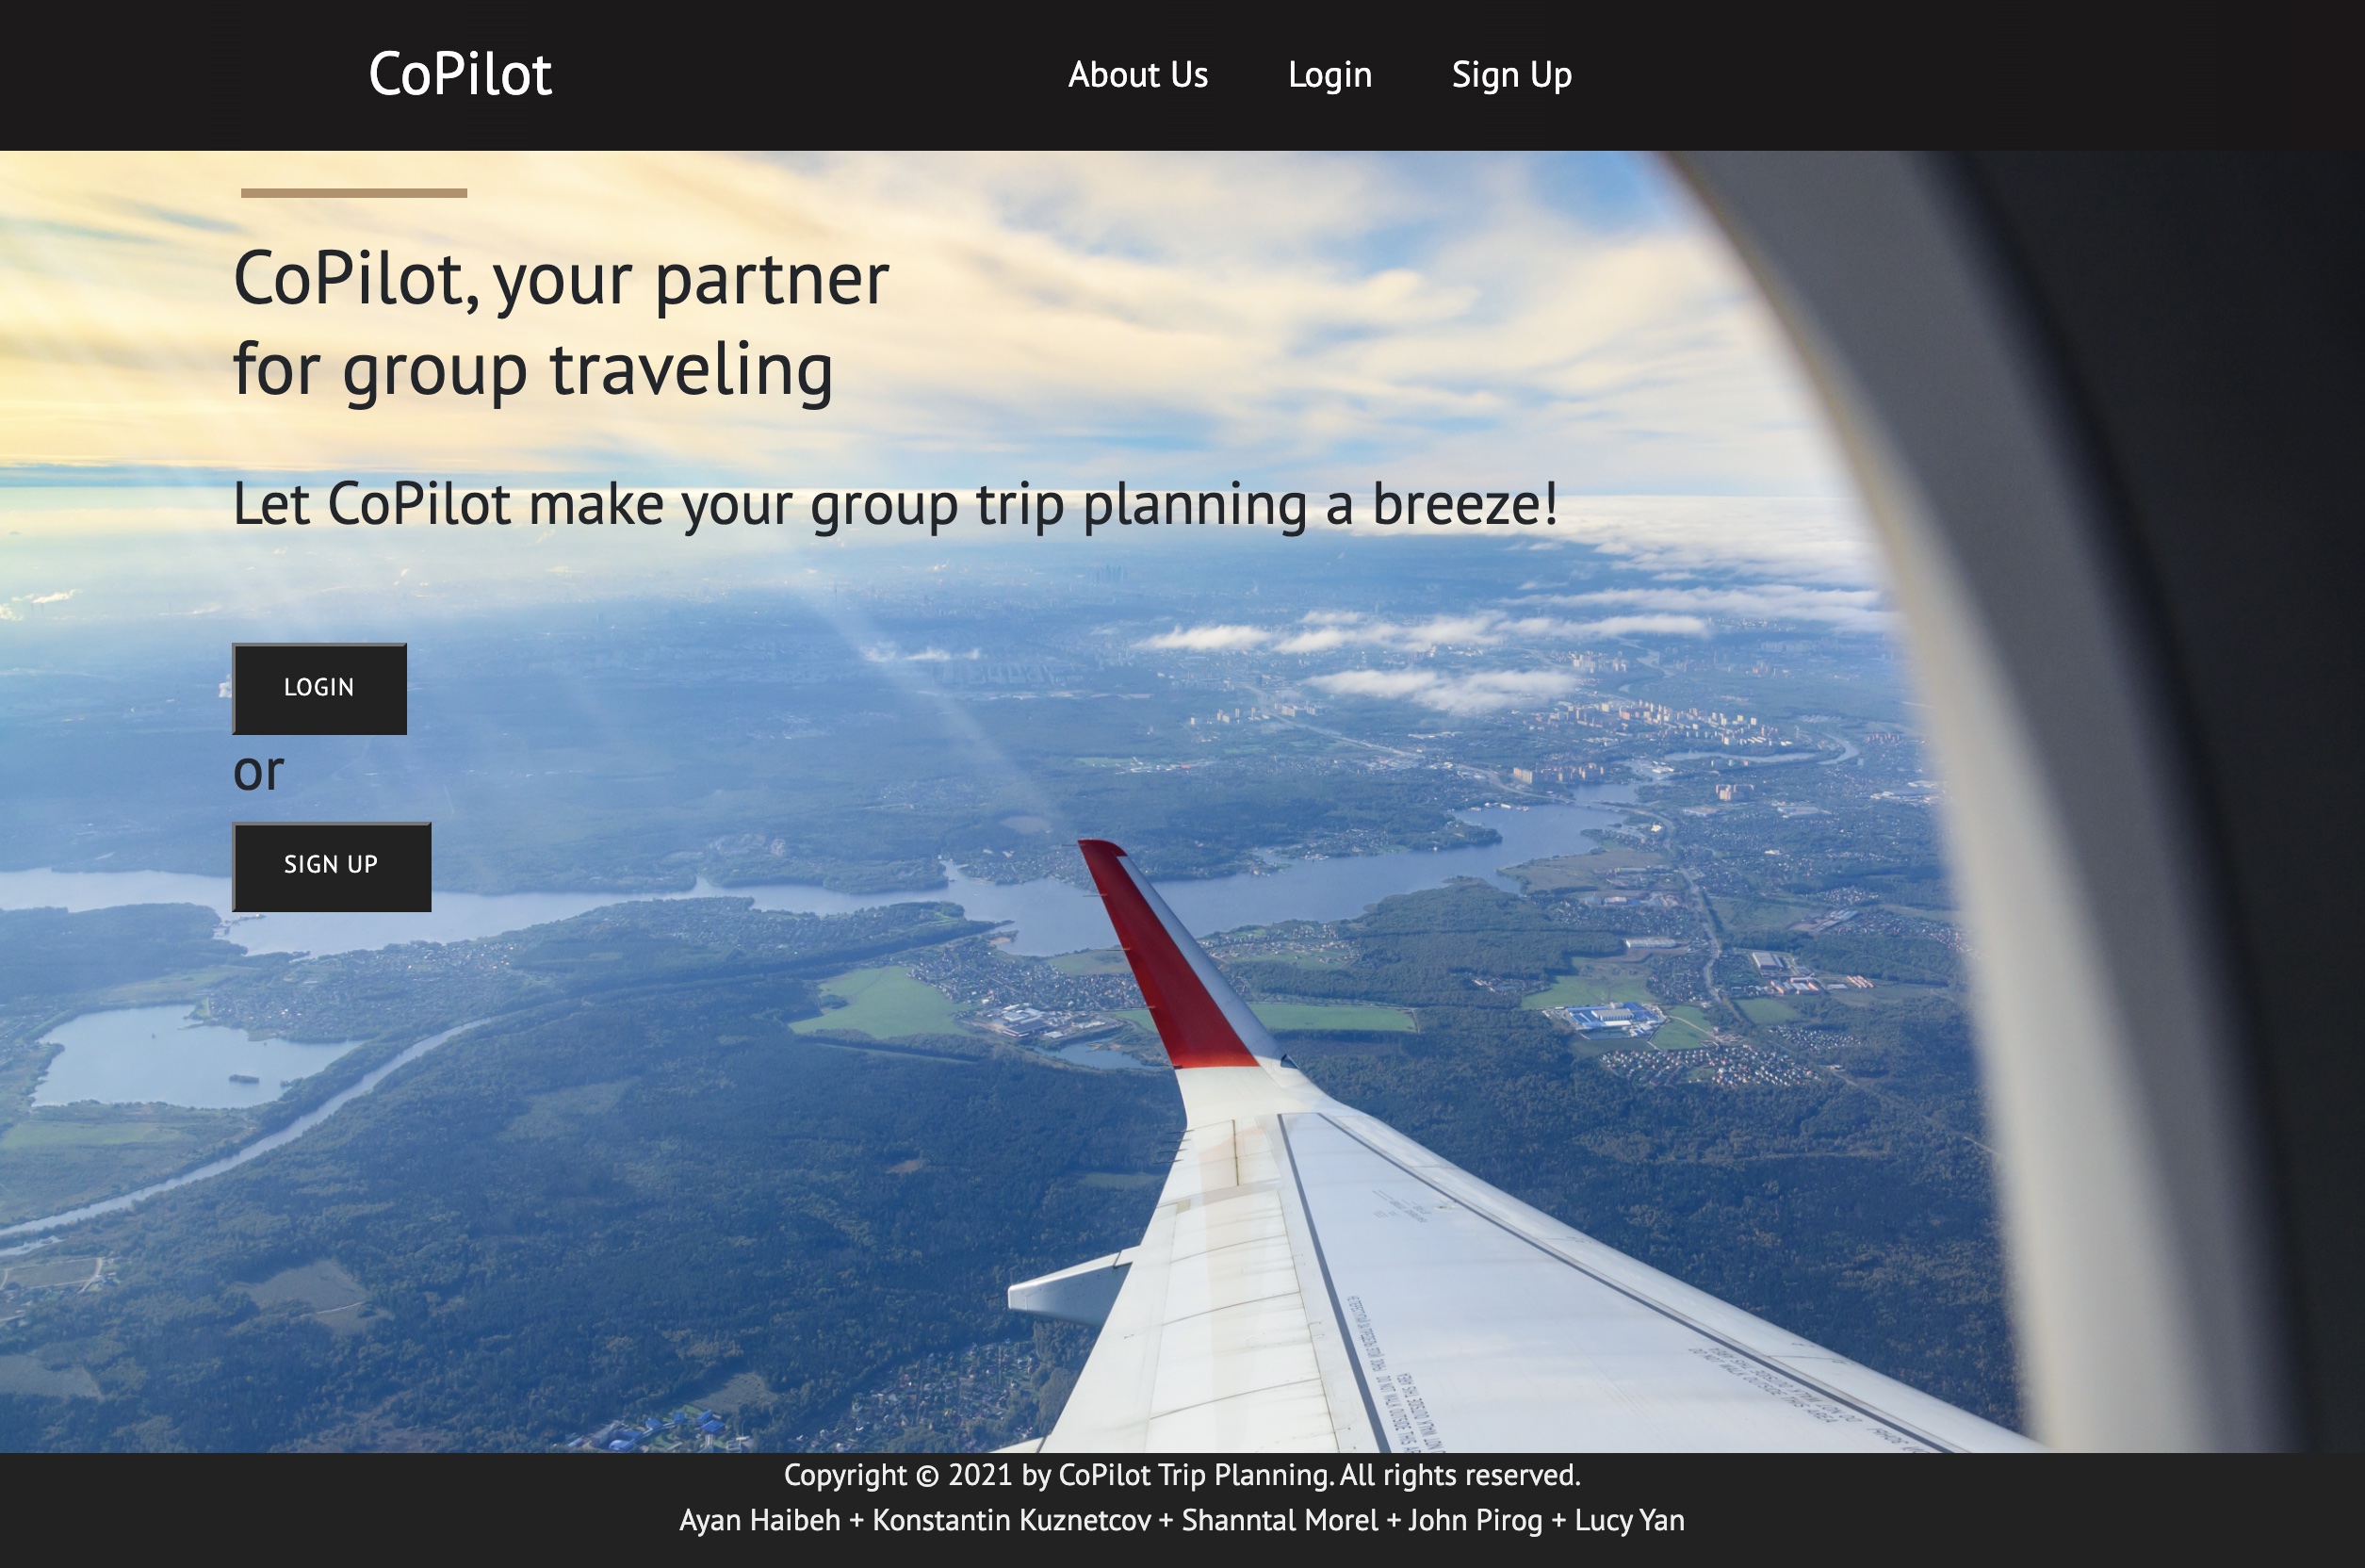 CoPilot
About Us Login Sign Up
CoPilot, your partner
for group traveling
Let CoPilot make your group trip planning a breeze!
LOGIN
or
SIGN UP
Copyright © 2021 by CoPilot Trip Planning. All rights reserved.
Ayan Haibeh + Konstantin Kuznetcov + Shanntal Morel + John Pirog + Lucy Yan